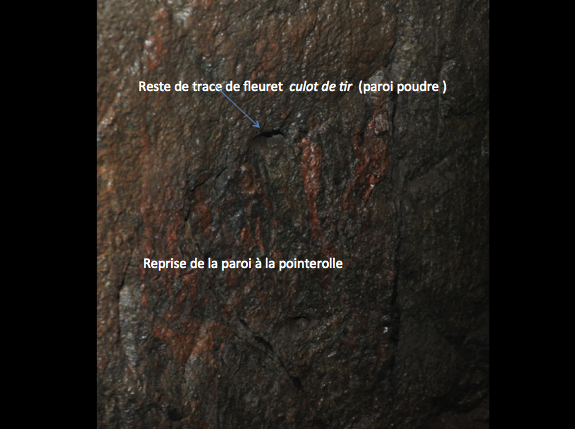 Reste de trace de fleuret culot de tir (paroi poudre )
Reprise de la paroi à la pointerolle